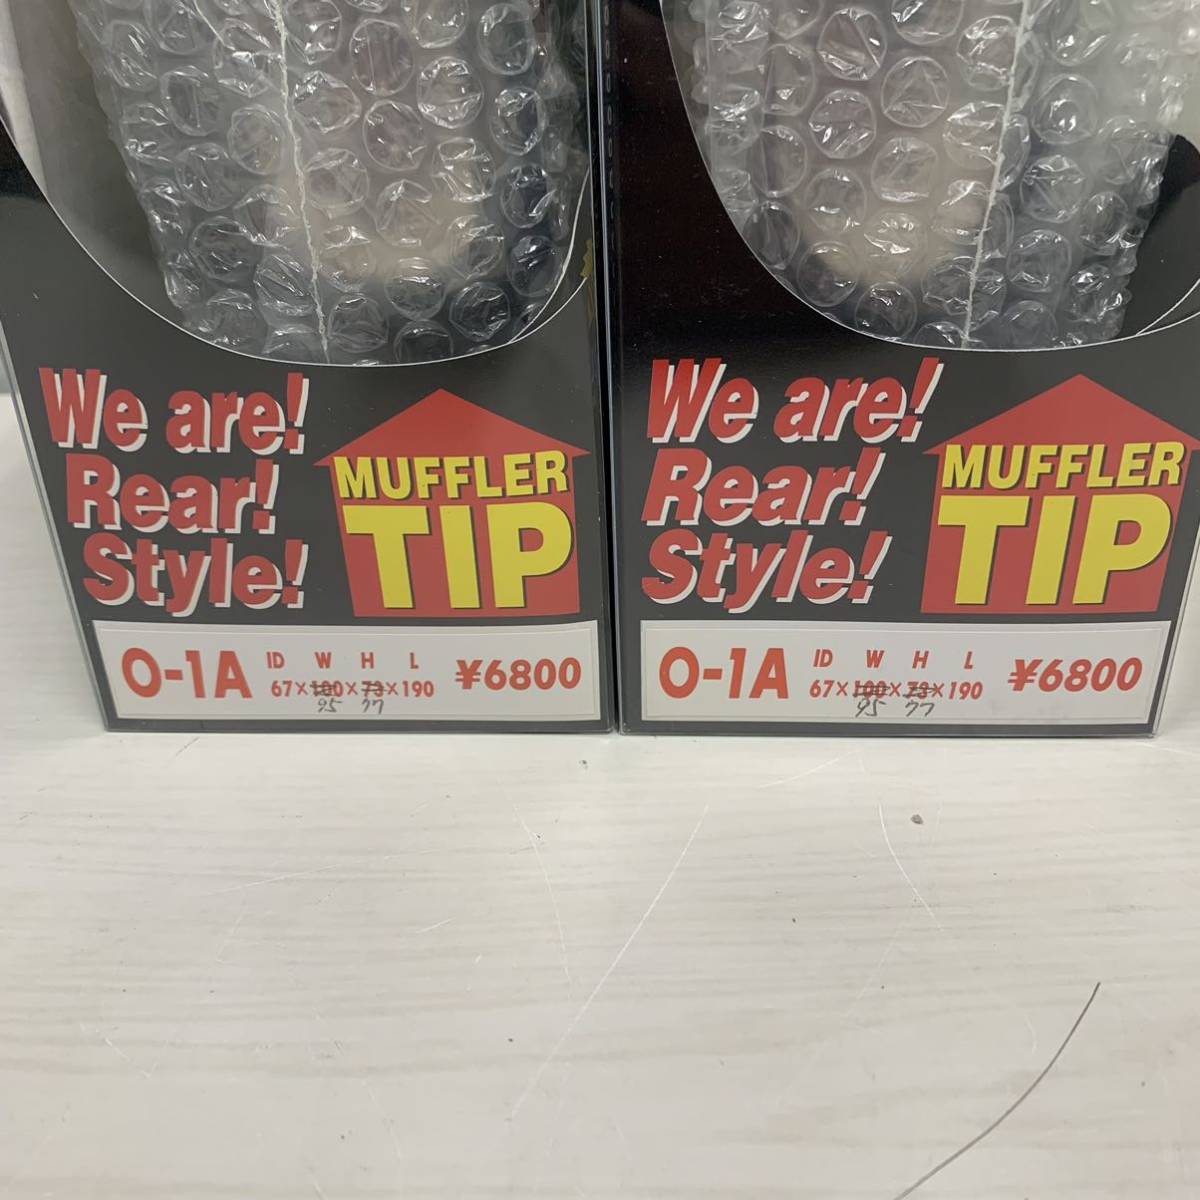 We are!
Rear!
Style!
MUFFLER
TIP
O-1A
ID W H L
67×100×73×190
95 77
¥6800
We are!
Rear!
Style!
MUFFLER
TIP
O-1A
ID W H L
67×100×73×190
95 77
¥6800